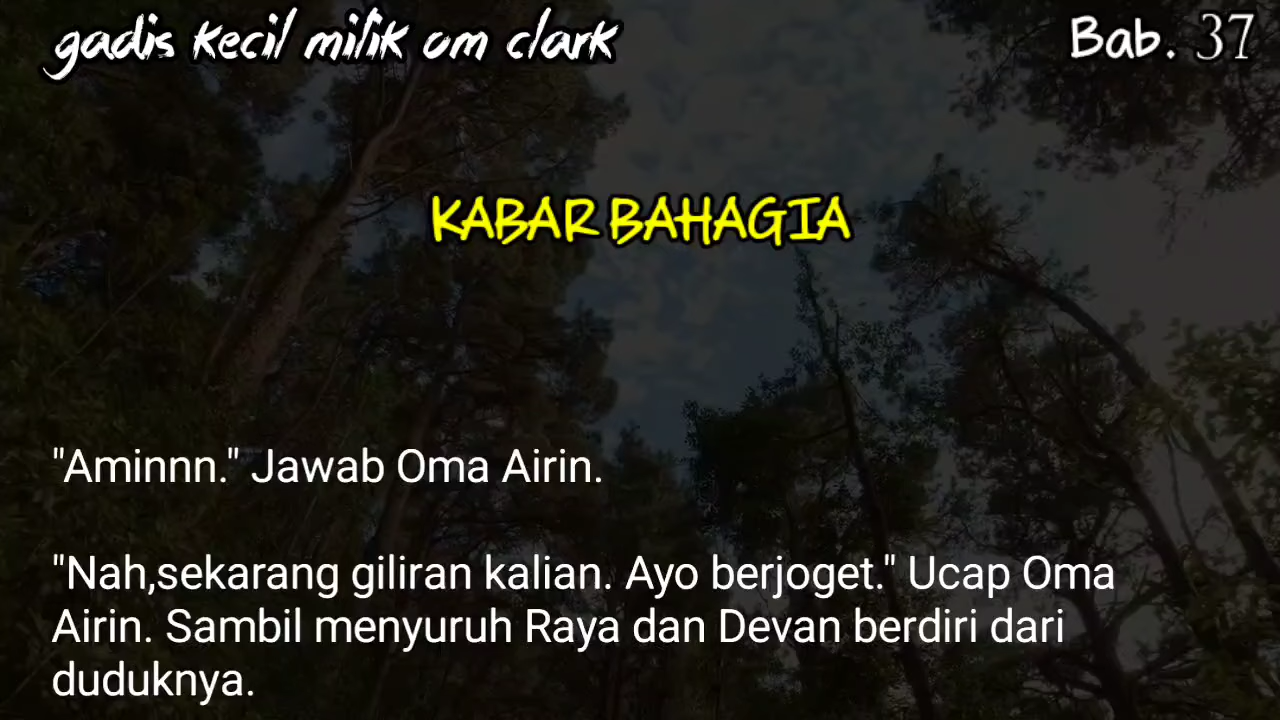 gadis kecil milik om clark
Bab. 37
KABAR BAHAGIA
"Aminnn." Jawab Oma Airin.
"Nah,sekarang giliran kalian. Ayo berjoget." Ucap Oma
Airin. Sambil menyuruh Raya dan Devan berdiri dari
duduknya.